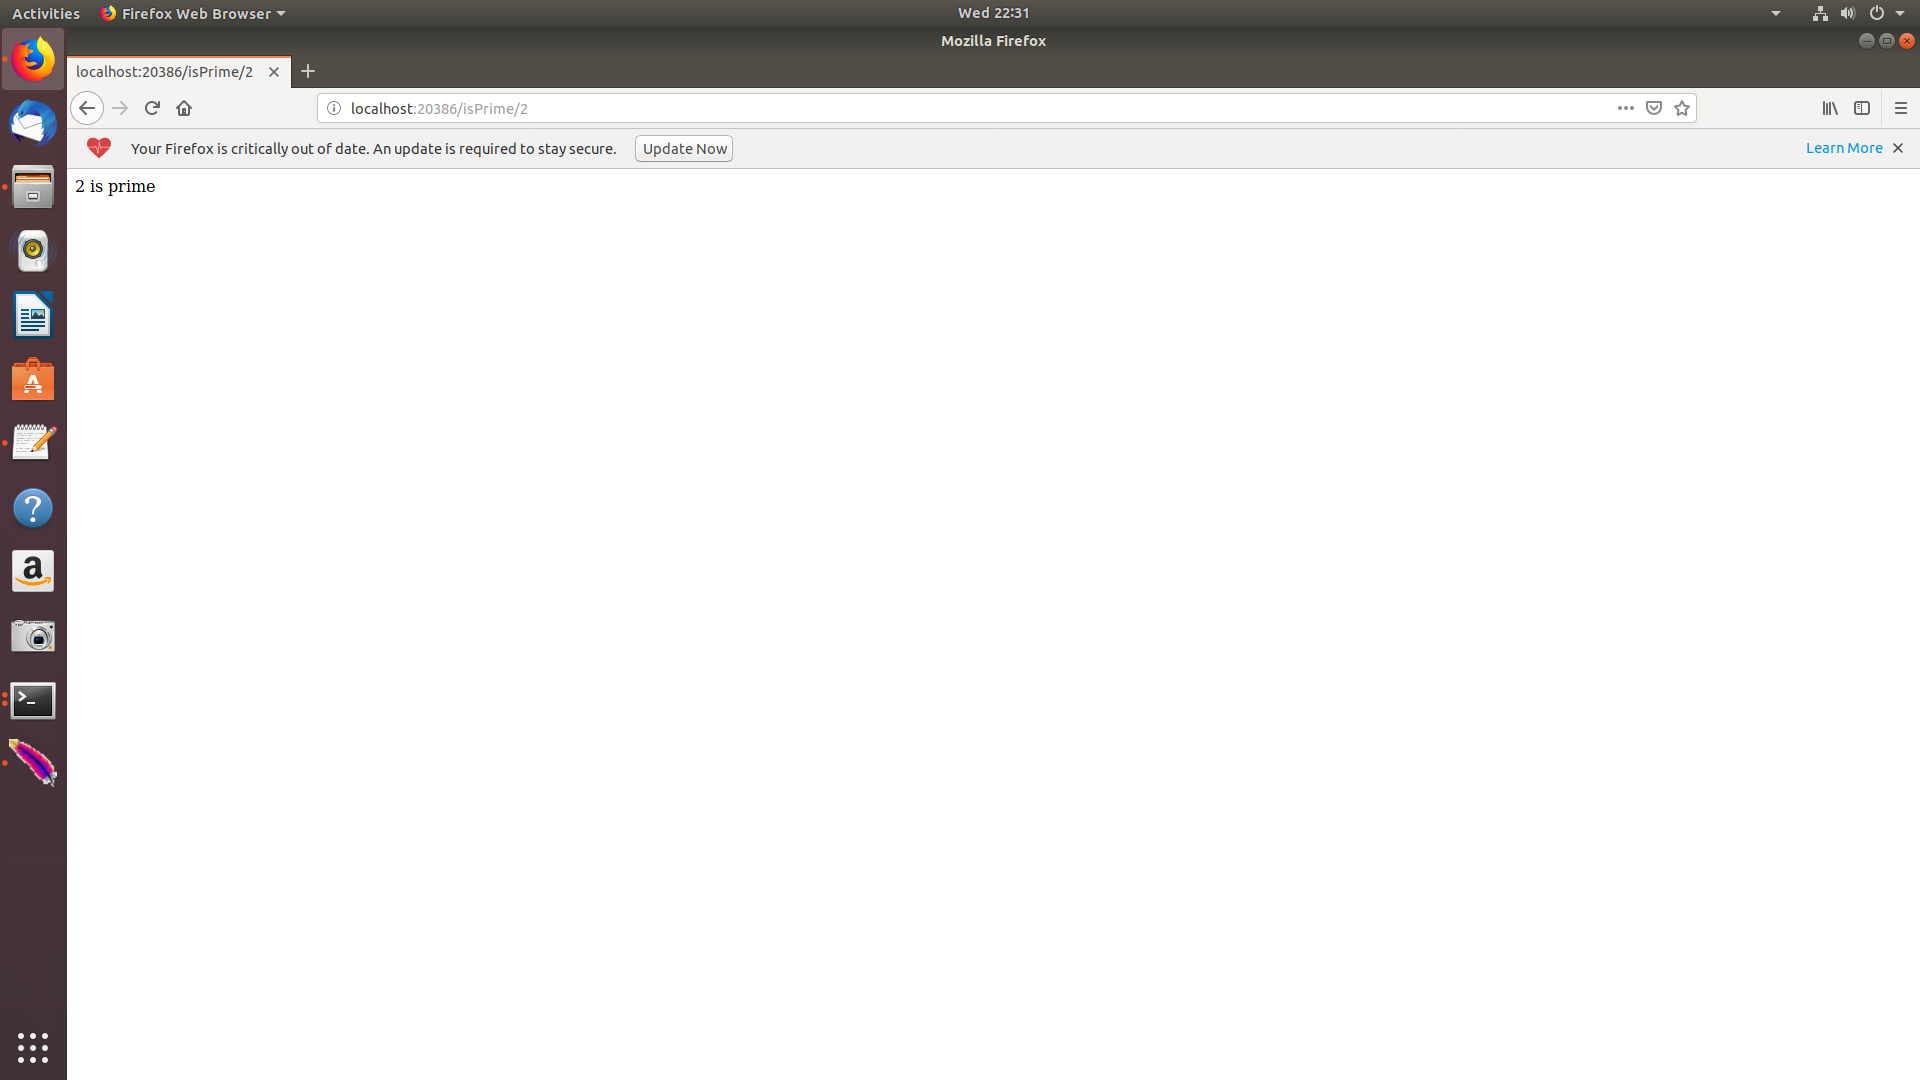 Activities
Firefox Web Browser
Wed 22:31
Mozilla Firefox
localhost:20386/isPrime/2
localhost:20386/isPrime/2
Your Firefox is critically out of date. An update is required to stay secure.
Update Now
Learn More
2 is prime